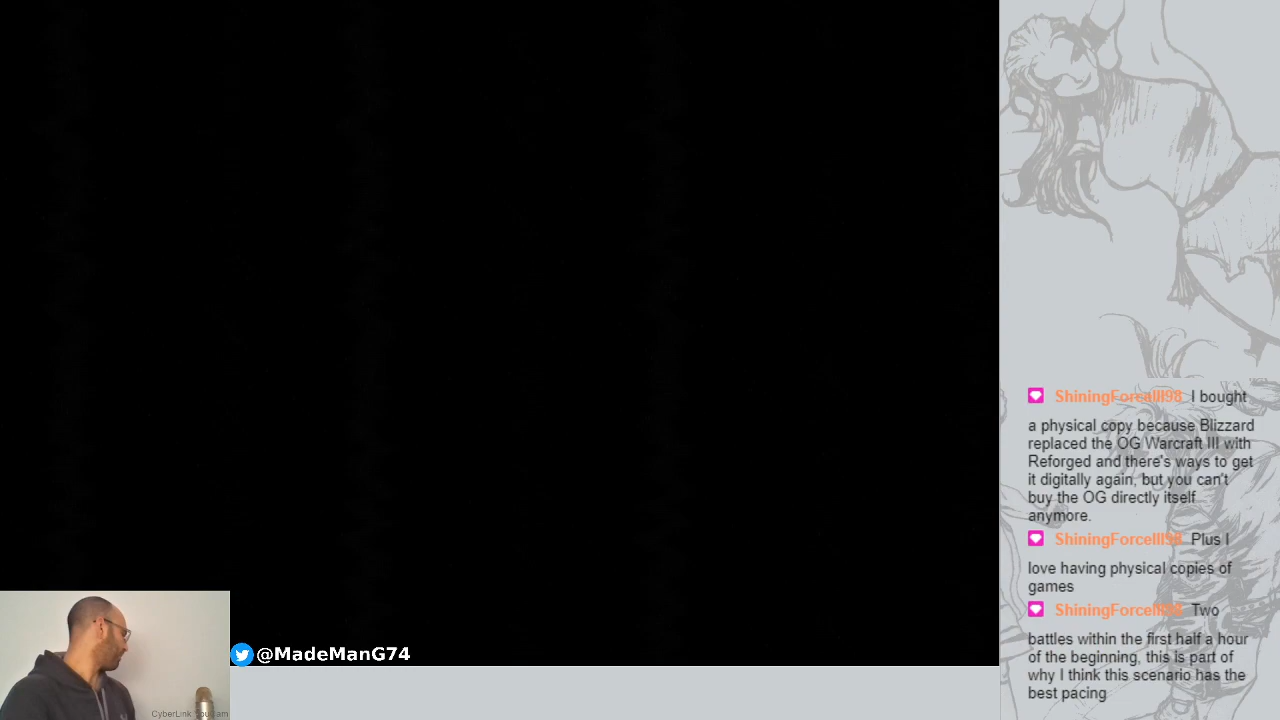 ShiningForceIII98 I bought
a physical copy because Blizzard
replaced the OG Warcraft III with
Reforged and there's ways to get
it digitally again, but you can't
buy the OG directly itself
anymore.
ShiningForceIII98 Plus I
love having physical copies of
games
ShiningForceIII98 Two
battles within the first half a hour
of the beginning, this is part of
why I think this scenario has the
best pacing
@MadeManG74
CyberLink YouCam